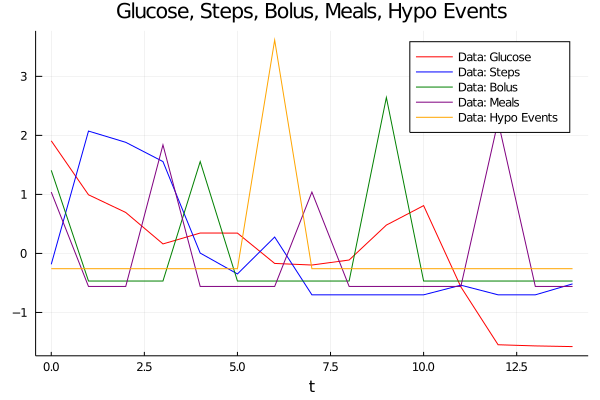 Glucose, Steps, Bolus, Meals, Hypo Events
Data: Glucose
Data: Steps
Data: Bolus
Data: Meals
Data: Hypo Events
3
2
1
0
−1
0.0 2.5 5.0 7.5 10.0 12.5
t